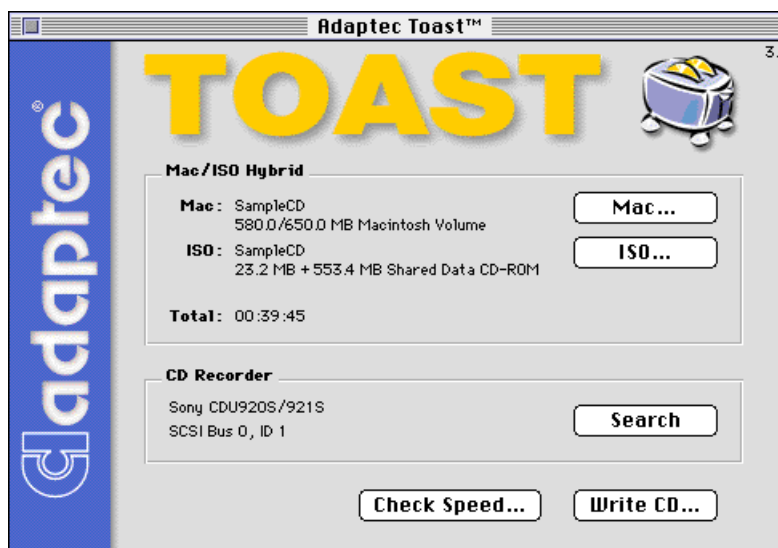 Adaptec Toast™
3.
adaptec®
TOAST
Mac/ISO Hybrid
Mac: SampleCD
580.0/650.0 MB Macintosh Volume
Mac...
ISO: SampleCD
23.2 MB + 553.4 MB Shared Data CD-ROM
ISO...
Total: 00:39:45
CD Recorder
Sony CDU920S/921S
SCSI Bus 0, ID 1
Search
Check Speed...
Write CD...